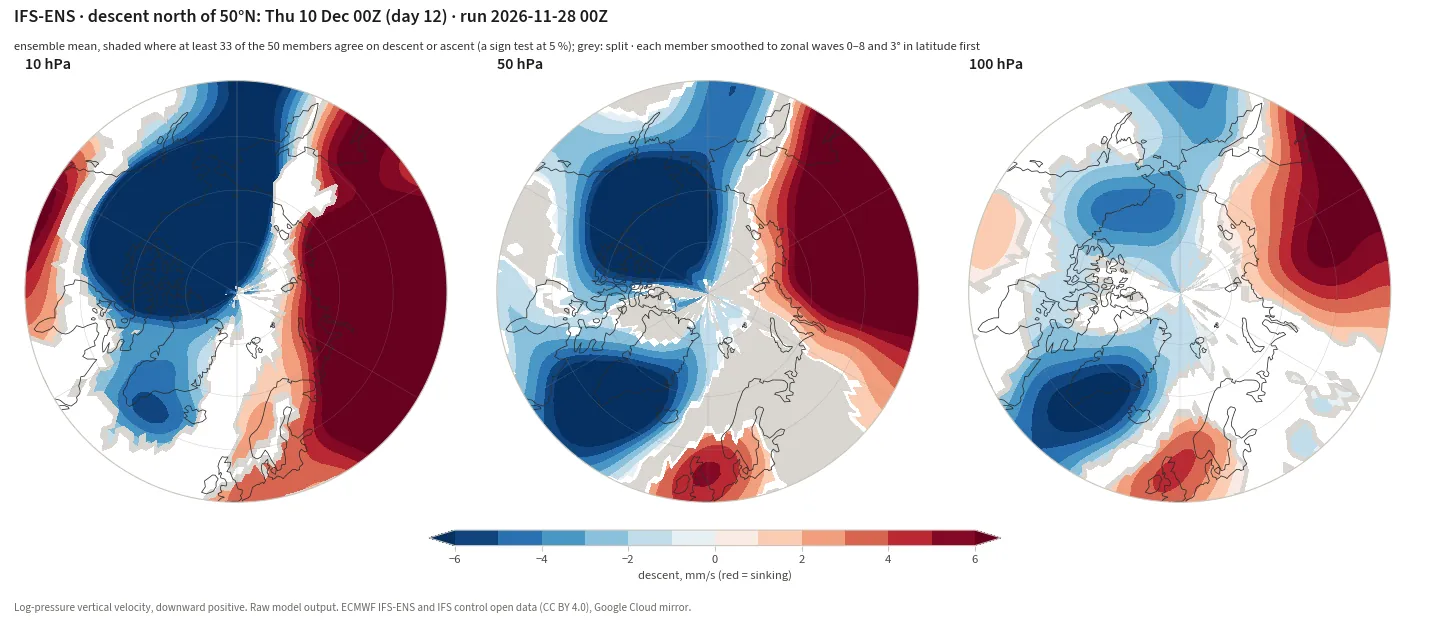 IFS-ENS · descent north of 50°N: Thu 10 Dec 00Z (day 12) · run 2026-11-28 00Z
ensemble mean, shaded where at least 33 of the 50 members agree on descent or ascent (a sign test at 5 %); grey: split · each member smoothed to zonal waves 0–8 and 3° in latitude first
10 hPa
50 hPa
100 hPa
−6 −4 −2 0 2 4 6
descent, mm/s (red = sinking)
Log-pressure vertical velocity, downward positive. Raw model output. ECMWF IFS-ENS and IFS control open data (CC BY 4.0), Google Cloud mirror.